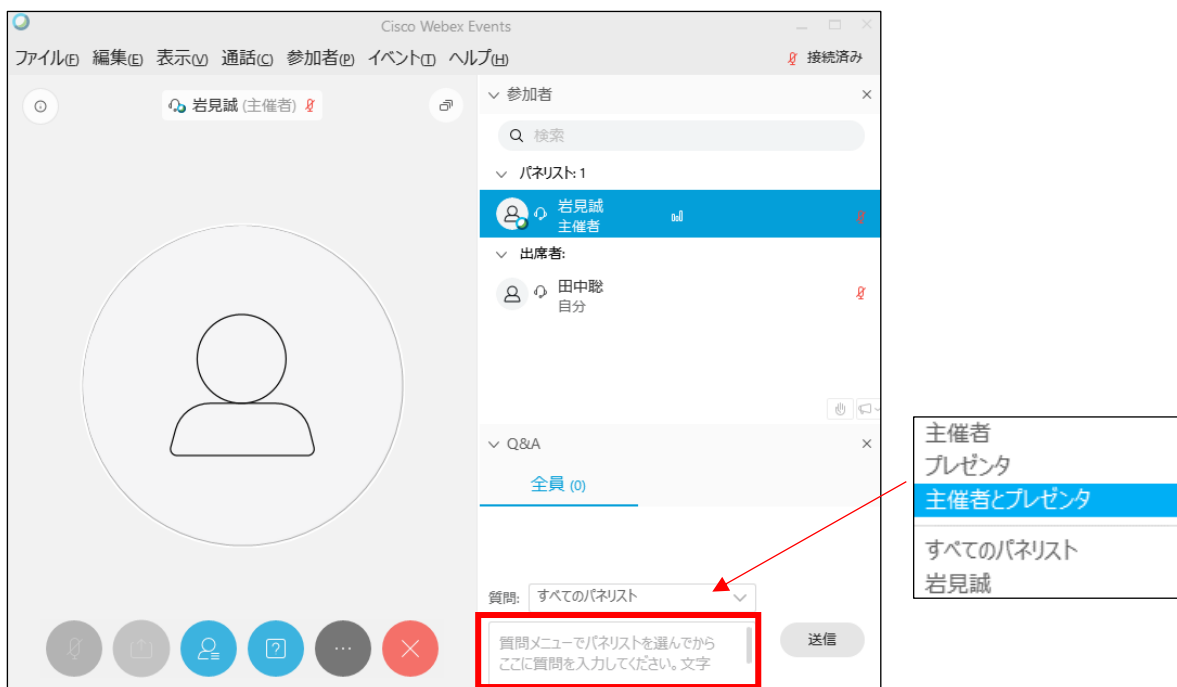 Cisco Webex Events
ファイル(F) 編集(E) 表示(V) 通話(C) 参加者(P) イベント(T) ヘルプ(H)
接続済み
岩見誠 (主催者)
参加者
検索
パネリスト: 1
岩見誠
主催者
出席者:
田中聡
自分
Q&A
全員 (0)
質問: すべてのパネリスト
質問メニューでパネリストを選んでから
ここに質問を入力してください。文字
送信
主催者
プレゼンタ
主催者とプレゼンタ
すべてのパネリスト
岩見誠